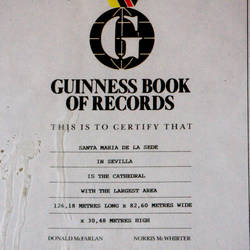 G
GUINNESS BOOK
OF RECORDS
THIS IS TO CERTIFY THAT
SANTA MARIA DE LA SEDE
IN SEVILLA
IS THE CATHEDRAL
WITH THE LARGEST AREA
126,18 METRES LONG x 82,60 METRES WIDE
x 30,48 METRES HIGH
DONALD McFARLAN NORRIS McWHIRTER